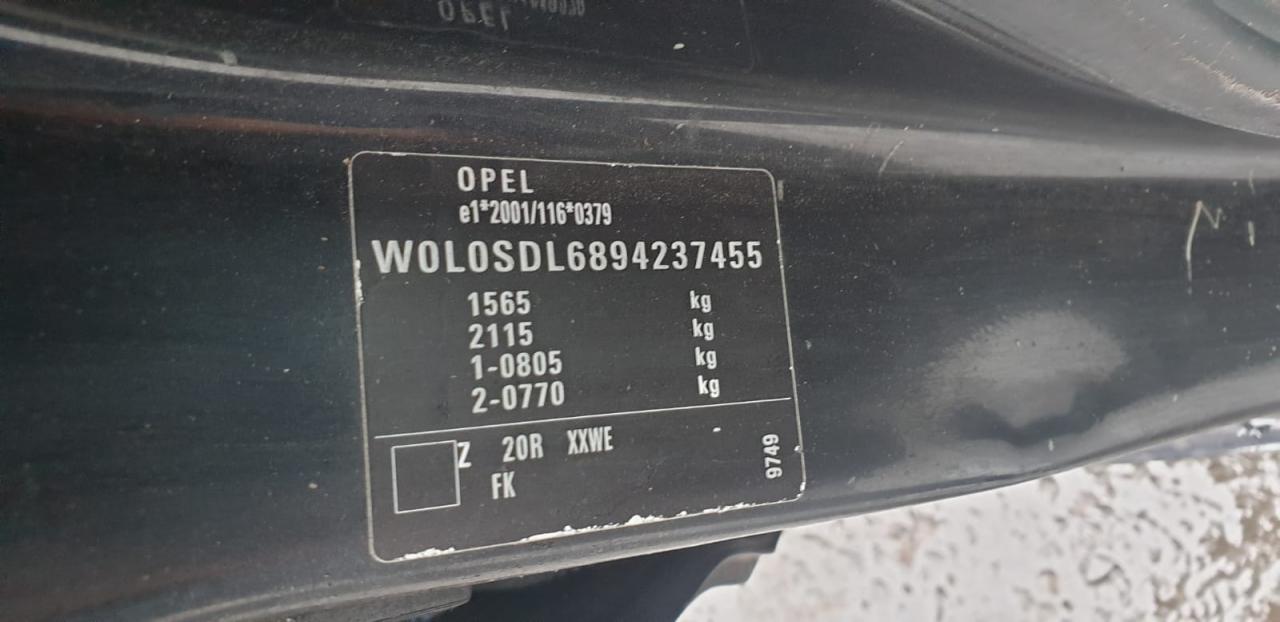 OPEL
e1*2001/116*0379
W0L0SDL6894237455
1565 kg
2115 kg
1-0805 kg
2-0770 kg
Z 20R XXWE
FK
9749